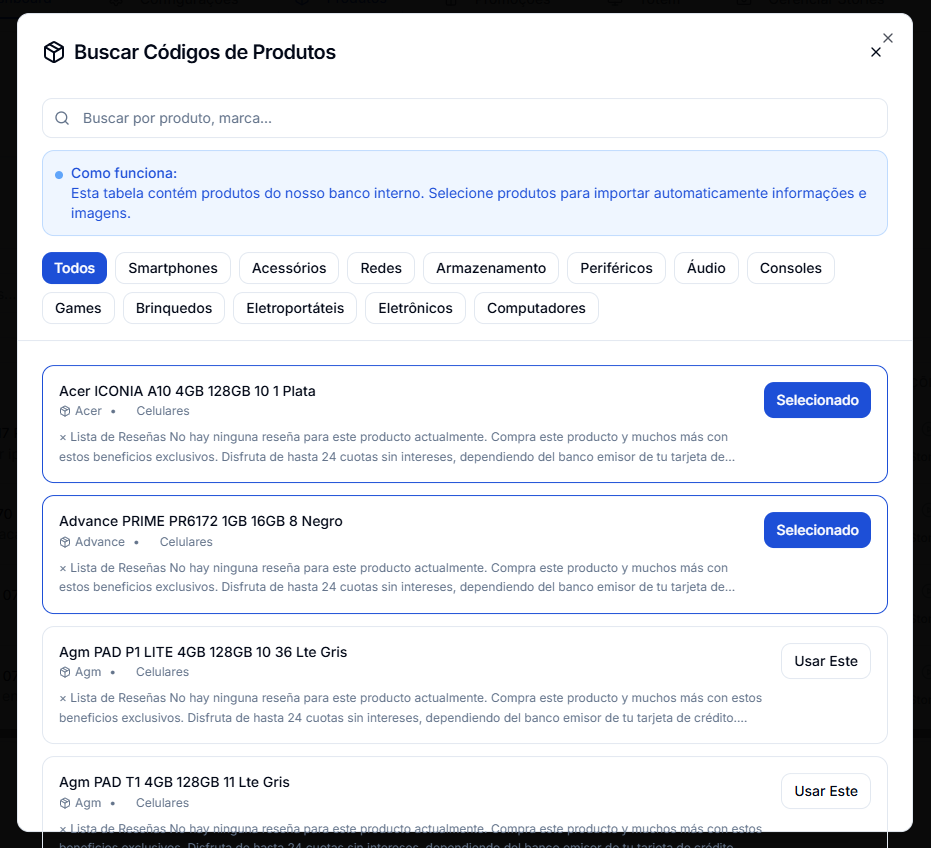 Buscar Códigos de Produtos
Buscar por produto, marca...
Como funciona:
Esta tabela contém produtos do nosso banco interno. Selecione produtos para importar automaticamente informações e
imagens.
Todos
Smartphones
Acessórios
Redes
Armazenamento
Periféricos
Áudio
Consoles
Games
Brinquedos
Eletroportáteis
Eletrônicos
Computadores
Acer ICONIA A10 4GB 128GB 10 1 Plata
Selecionado
Acer • Celulares
× Lista de Reseñas No hay ninguna reseña para este producto actualmente. Compra este producto y muchos más con
estos beneficios exclusivos. Disfruta de hasta 24 cuotas sin intereses, dependiendo del banco emisor de tu tarjeta de...
Advance PRIME PR6172 1GB 16GB 8 Negro
Selecionado
Advance • Celulares
× Lista de Reseñas No hay ninguna reseña para este producto actualmente. Compra este producto y muchos más con
estos beneficios exclusivos. Disfruta de hasta 24 cuotas sin intereses, dependiendo del banco emisor de tu tarjeta de...
Agm PAD P1 LITE 4GB 128GB 10 36 Lte Gris
Usar Este
Agm • Celulares
× Lista de Reseñas No hay ninguna reseña para este producto actualmente. Compra este producto y muchos más con estos
beneficios exclusivos. Disfruta de hasta 24 cuotas sin intereses, dependiendo del banco emisor de tu tarjeta de crédito....
Agm PAD T1 4GB 128GB 11 Lte Gris
Usar Este
Agm • Celulares
× Lista de Reseñas No hay ninguna reseña para este producto actualmente. Compra este producto y muchos más con estos